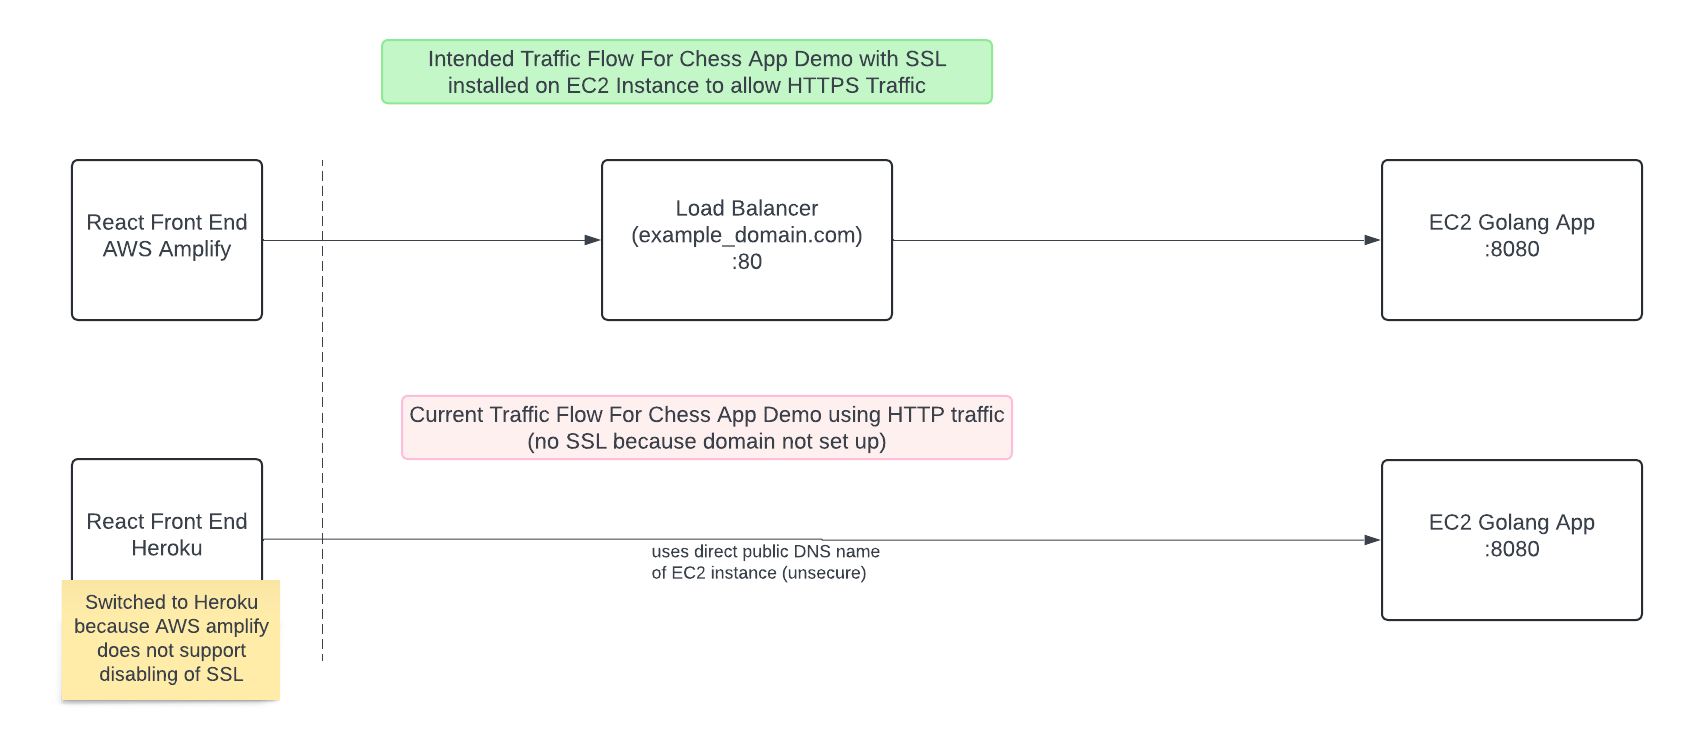 Intended Traffic Flow For Chess App Demo with SSL
installed on EC2 Instance to allow HTTPS Traffic
React Front End
AWS Amplify
Load Balancer
(example_domain.com)
:80
EC2 Golang App
:8080
Current Traffic Flow For Chess App Demo using HTTP traffic
(no SSL because domain not set up)
React Front End
Heroku
uses direct public DNS name
of EC2 instance (unsecure)
EC2 Golang App
:8080
Switched to Heroku
because AWS amplify
does not support
disabling of SSL